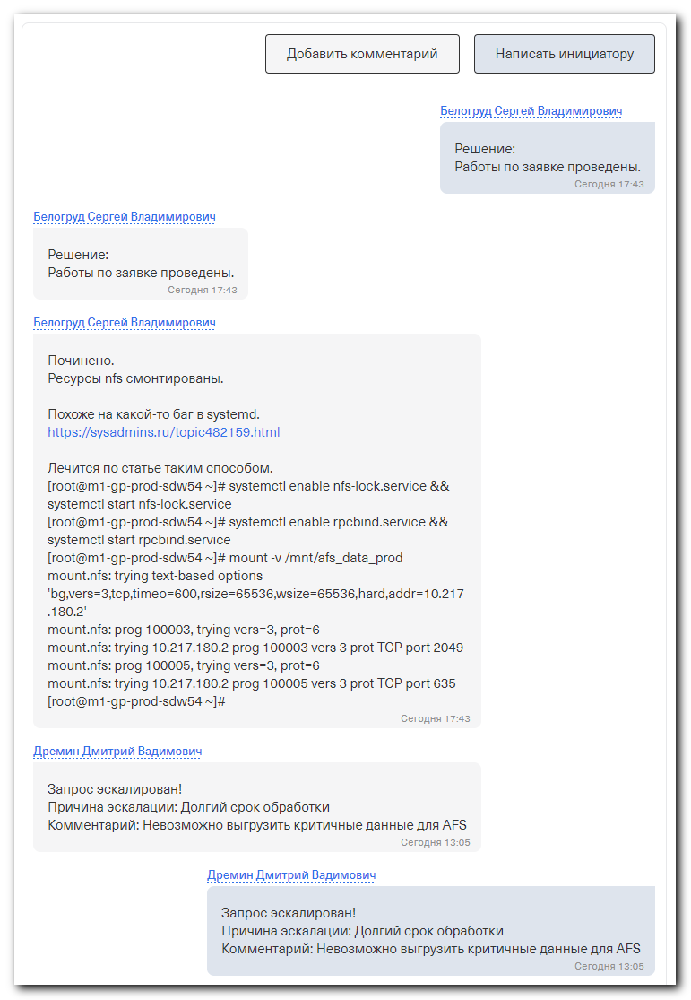 Добавить комментарий
Написать инициатору
Белогруд Сергей Владимирович
Решение:
Работы по заявке проведены.
Сегодня 17:43
Белогруд Сергей Владимирович
Решение:
Работы по заявке проведены.
Сегодня 17:43
Белогруд Сергей Владимирович
Починено.
Ресурсы nfs смонтированы.
Похоже на какой-то баг в systemd.
https://sysadmins.ru/topic482159.html
Лечится по статье таким способом.
[root@m1-gp-prod-sdw54 ~]# systemctl enable nfs-lock.service &&
systemctl start nfs-lock.service
[root@m1-gp-prod-sdw54 ~]# systemctl enable rpcbind.service &&
systemctl start rpcbind.service
[root@m1-gp-prod-sdw54 ~]# mount -v /mnt/afs_data_prod
mount.nfs: trying text-based options
'bg,vers=3,tcp,timeo=600,rsize=65536,wsize=65536,hard,addr=10.217
.180.2'
mount.nfs: prog 100003, trying vers=3, prot=6
mount.nfs: trying 10.217.180.2 prog 100003 vers 3 prot TCP port 2049
mount.nfs: prog 100005, trying vers=3, prot=6
mount.nfs: trying 10.217.180.2 prog 100005 vers 3 prot TCP port 635
[root@m1-gp-prod-sdw54 ~]#
Сегодня 17:43
Дремин Дмитрий Вадимович
Запрос эскалирован!
Причина эскалации: Долгий срок обработки
Комментарий: Невозможно выгрузить критичные данные для AFS
Сегодня 13:05
Дремин Дмитрий Вадимович
Запрос эскалирован!
Причина эскалации: Долгий срок обработки
Комментарий: Невозможно выгрузить критичные данные для AFS
Сегодня 13:05